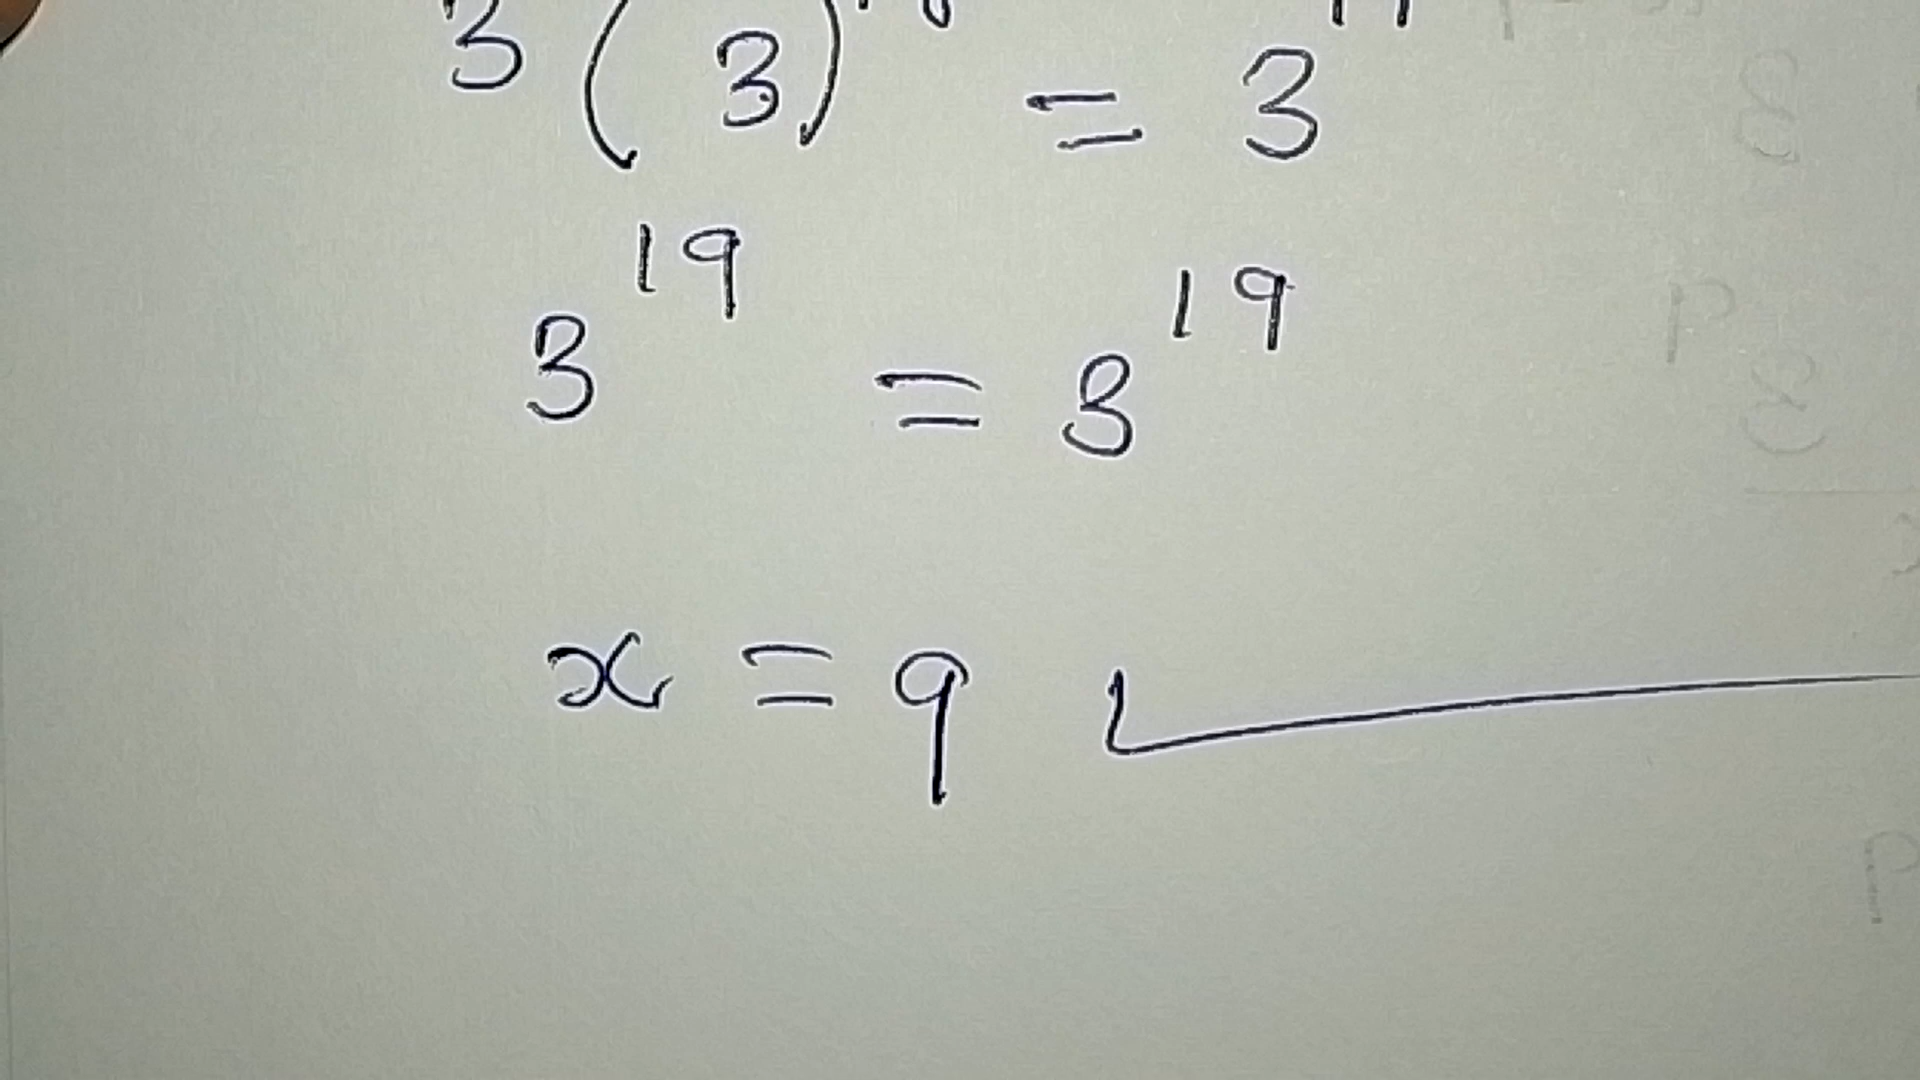 3(3) = 3
3^19 = 3^19
x = 9